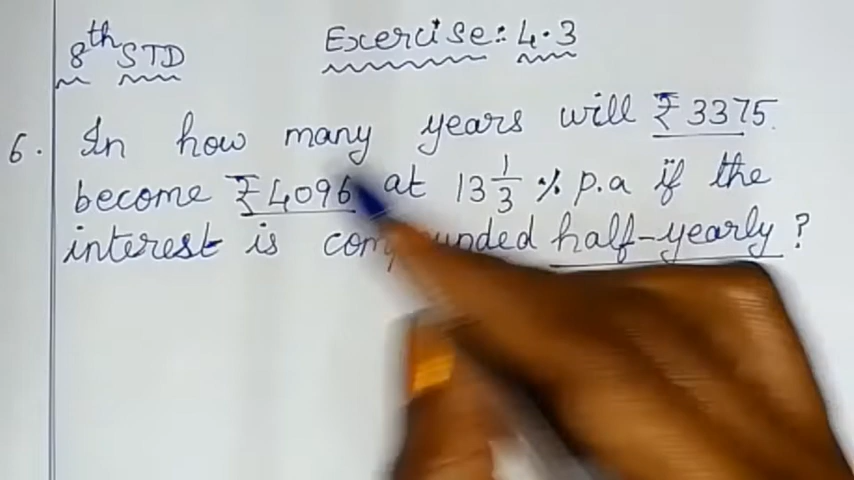 8th STD Exercise: 4.3
6. In how many years will ₹ 3375
become ₹ 4096 at 13 1/3 % p.a if the
interest is compounded half-yearly ?